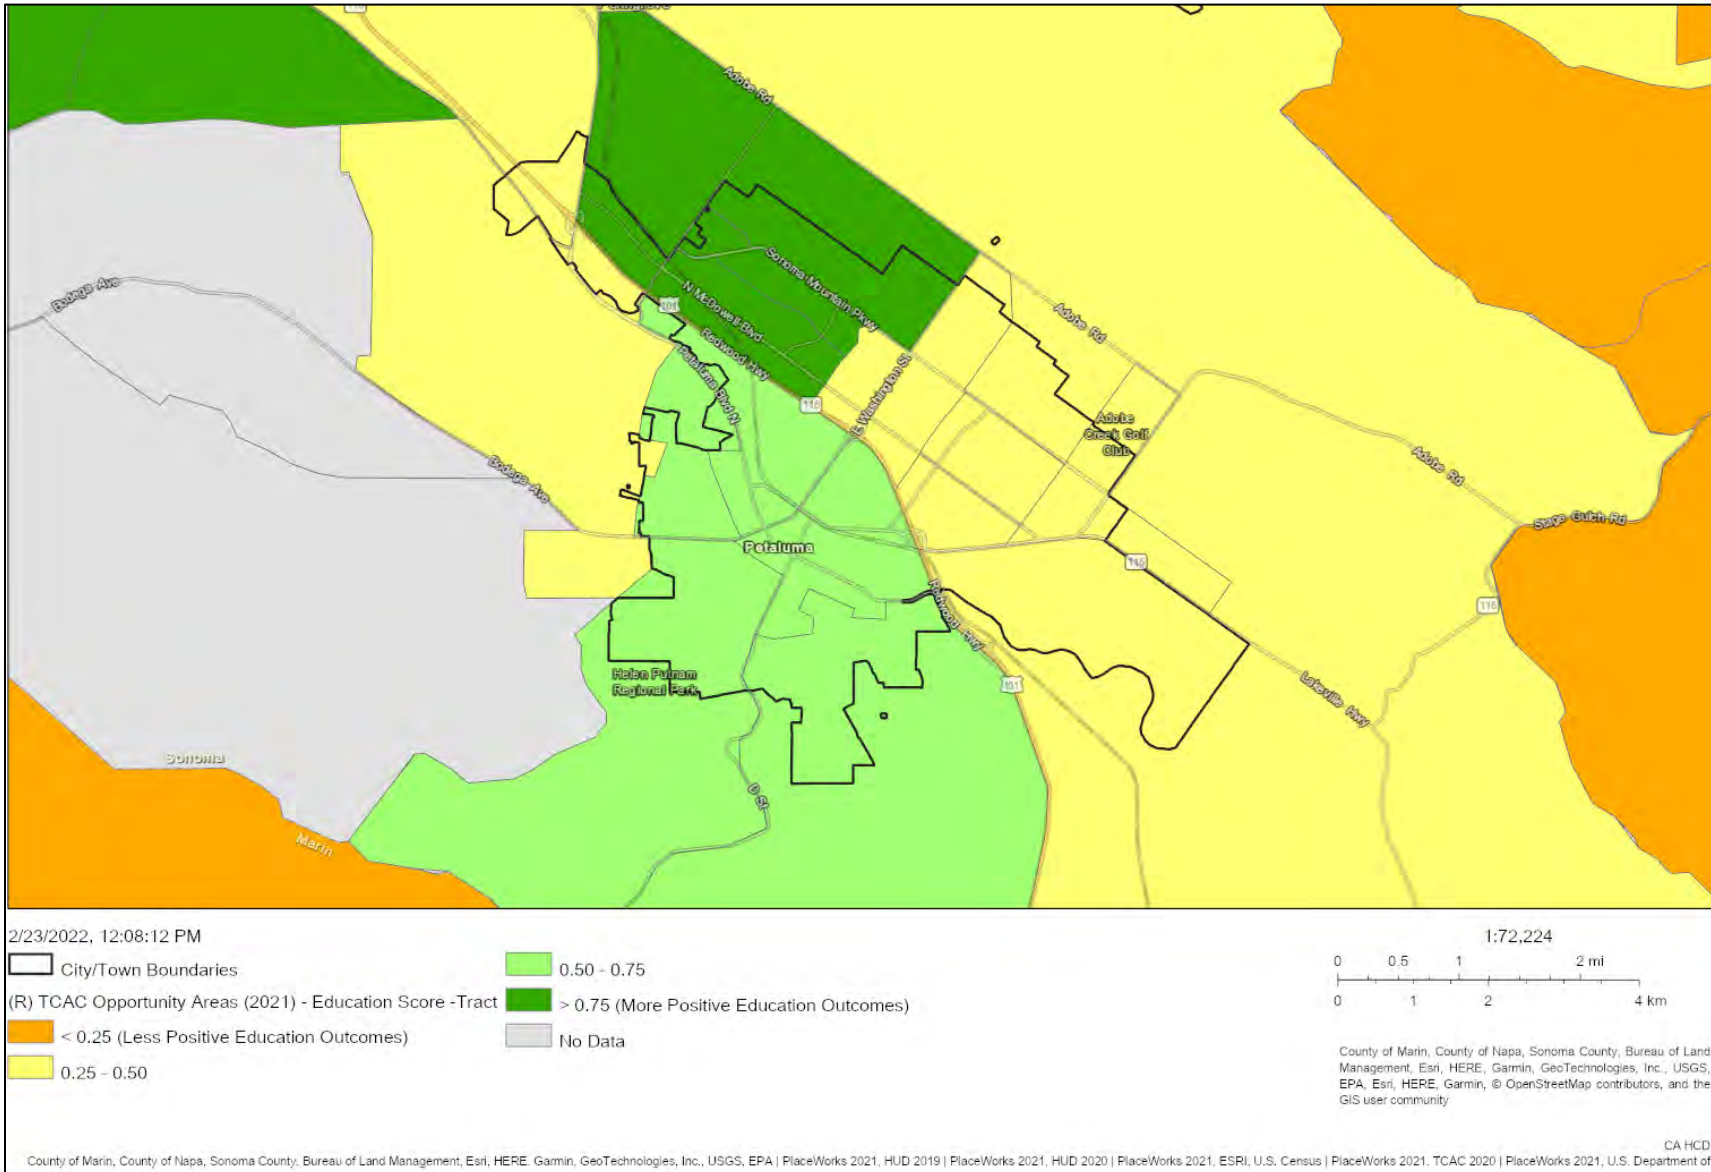 116
Penngrove
Adobe Rd
Bodega Ave
Sonoma Mountain Pkwy
101
N McDowell Blvd
Redwood Hwy
Petaluma Blvd N
Adobe Rd
116
E Washington St
Adobe
Creek Golf
Club
Adobe Rd
Bodega Ave
Stage Gulch Rd
Petaluma
116
Redwood Hwy
116
Helen Putnam
Regional Park
101
Lakeville Hwy
Sonoma
D St
Marin
2/23/2022, 12:08:12 PM
City/Town Boundaries
(R) TCAC Opportunity Areas (2021) - Education Score -Tract
< 0.25 (Less Positive Education Outcomes)
0.25 - 0.50
0.50 - 0.75
> 0.75 (More Positive Education Outcomes)
No Data
1:72,224
0 0.5 1 2 mi
0 1 2 4 km
County of Marin, County of Napa, Sonoma County, Bureau of Land
Management, Esri, HERE, Garmin, GeoTechnologies, Inc., USGS,
EPA, Esri, HERE, Garmin, © OpenStreetMap contributors, and the
GIS user community
CA HCD
County of Marin, County of Napa, Sonoma County, Bureau of Land Management, Esri, HERE, Garmin, GeoTechnologies, Inc., USGS, EPA | PlaceWorks 2021, HUD 2019 | PlaceWorks 2021, HUD 2020 | PlaceWorks 2021, ESRI, U.S. Census | PlaceWorks 2021, TCAC 2020 | PlaceWorks 2021, U.S. Department of